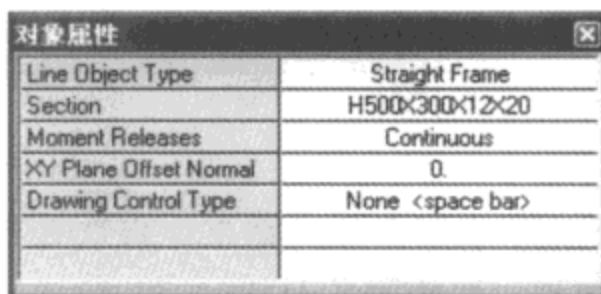 对象属性
Line Object Type Straight Frame
Section H500X300X12X20
Moment Releases Continuous
XY Plane Offset Normal 0.
Drawing Control Type None <space bar>